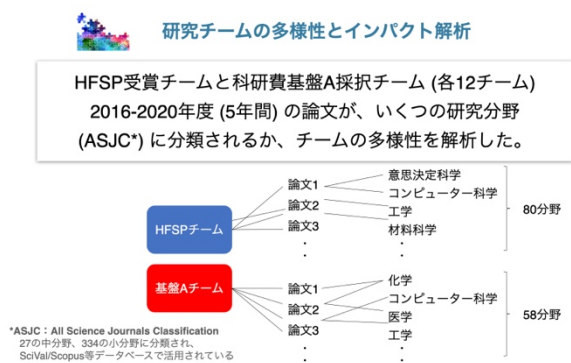 研究チームの多様性とインパクト解析
HFSP受賞チームと科研費基盤A採択チーム (各12チーム)
2016-2020年度 (5年間) の論文が、いくつの研究分野
(ASJC*) に分類されるか、チームの多様性を解析した。
HFSPチーム
論文1
論文2
論文3
・
・
意思決定科学
コンピューター科学
工学
材料科学
・
・
80分野
基盤Aチーム
論文1
論文2
論文3
・
・
化学
コンピューター科学
医学
工学
・
・
58分野
*ASJC：All Science Journals Classification
27の中分野、334の小分野に分類され、
SciVal/Scopus等データベースで活用されている